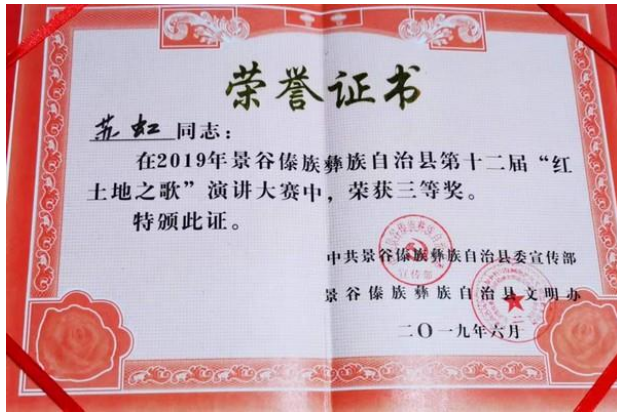 荣誉证书
苏虹同志：
在2019年景谷傣族彝族自治县第十二届“红
土地之歌”演讲大赛中，荣获三等奖。
特颁此证。
中共景谷傣族彝族自治县委宣传部
宣传部
景谷傣族彝族自治县文明办
二〇一九年六月